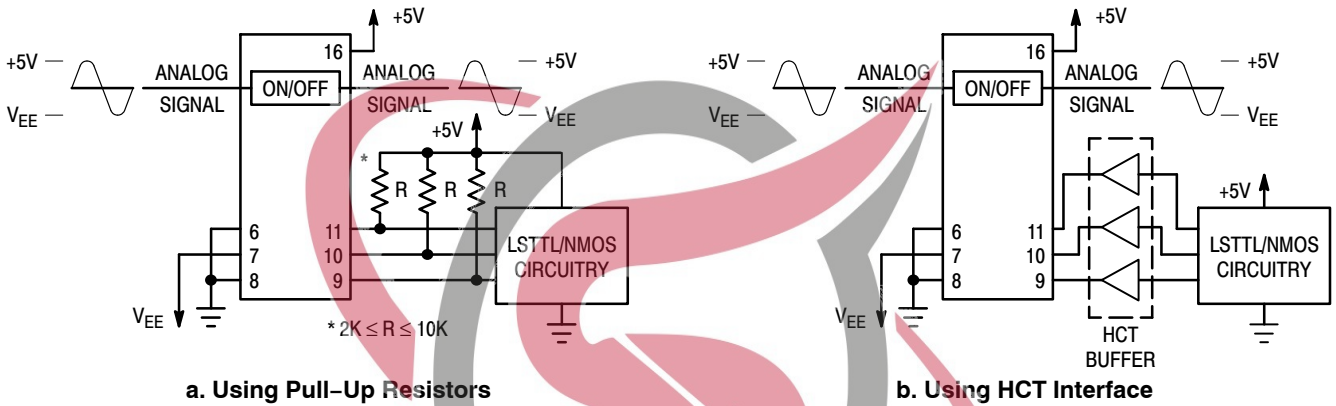 +5V
16
+5V
ANALOG
SIGNAL
ON/OFF
ANALOG
SIGNAL
+5V
VEE
VEE
+5V
*
R
R
R
6
7
8
11
10
9
LSTTL/NMOS
CIRCUITRY
VEE
* 2K ≤ R ≤ 10K
a. Using Pull–Up Resistors
+5V
16
+5V
ANALOG
SIGNAL
ON/OFF
ANALOG
SIGNAL
+5V
VEE
VEE
+5V
6
7
8
11
10
9
LSTTL/NMOS
CIRCUITRY
VEE
HCT
BUFFER
b. Using HCT Interface